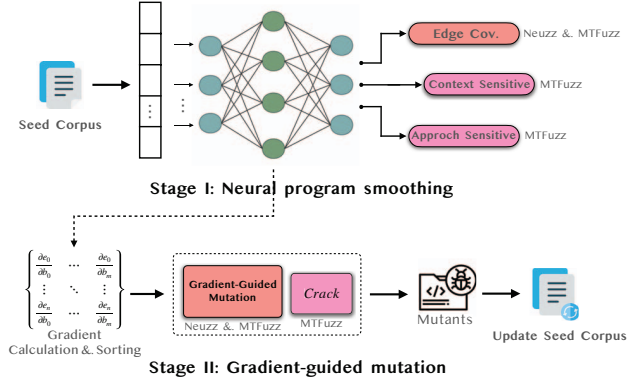 Edge Cov.
Neuzz &. MTFuzz
Context Sensitive
MTFuzz
Seed Corpus
Approch Sensitive
MTFuzz
Stage I: Neural program smoothing
∂e₀/∂b₀ ⋯ ∂e₀/∂bₘ
⋮ ⋱ ⋮
∂eₙ/∂b₀ ⋯ ∂eₙ/∂bₘ
Gradient
Calculation &. Sorting
Gradient-Guided
Mutation
Crack
Neuzz &. MTFuzz
MTFuzz
</>
Mutants
Update Seed Corpus
Stage II: Gradient-guided mutation